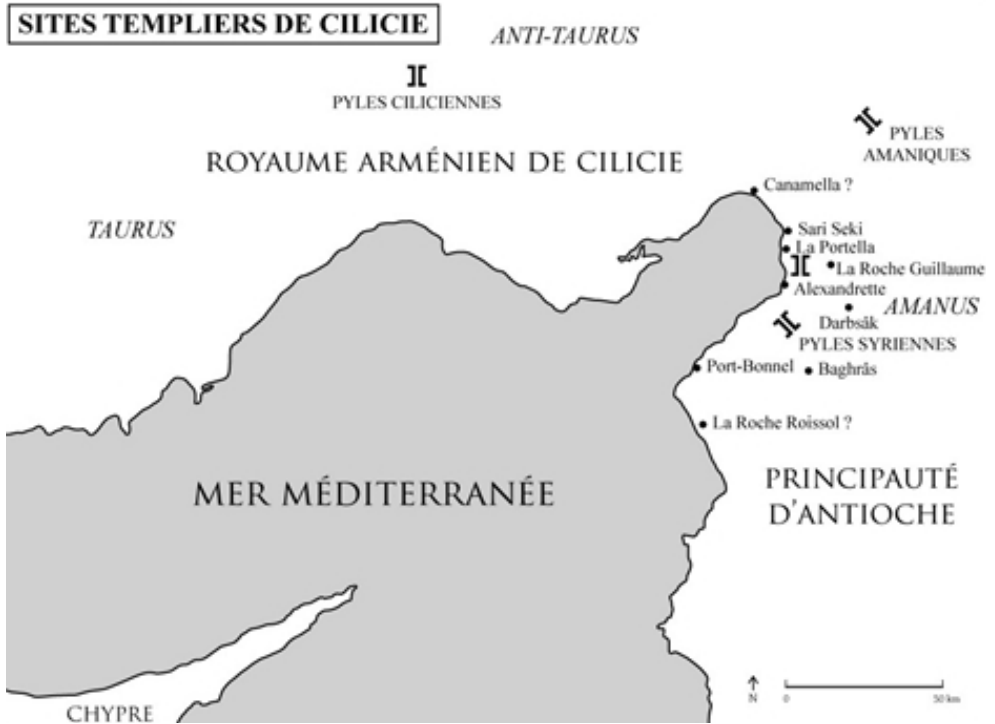 SITES TEMPLIERS DE CILICIE
ANTI-TAURUS
PYLES CILICIENNES
PYLES
AMANIQUES
ROYAUME ARMÉNIEN DE CILICIE
Canamella ?
TAURUS
Sari Seki
La Portella
La Roche Guillaume
Alexandrette
AMANUS
Darbsâk
PYLES SYRIENNES
Port-Bonnel
Baghrâs
La Roche Roissol ?
MER MÉDITERRANÉE
PRINCIPAUTÉ
D'ANTIOCHE
N
0
50 km
CHYPRE